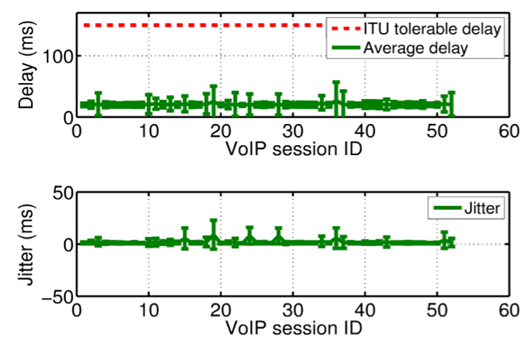 ITU tolerable delay
Average delay
Delay (ms)
100
0
0 10 20 30 40 50 60
VoIP session ID
Jitter
Jitter (ms)
50
0
−50
0 10 20 30 40 50 60
VoIP session ID